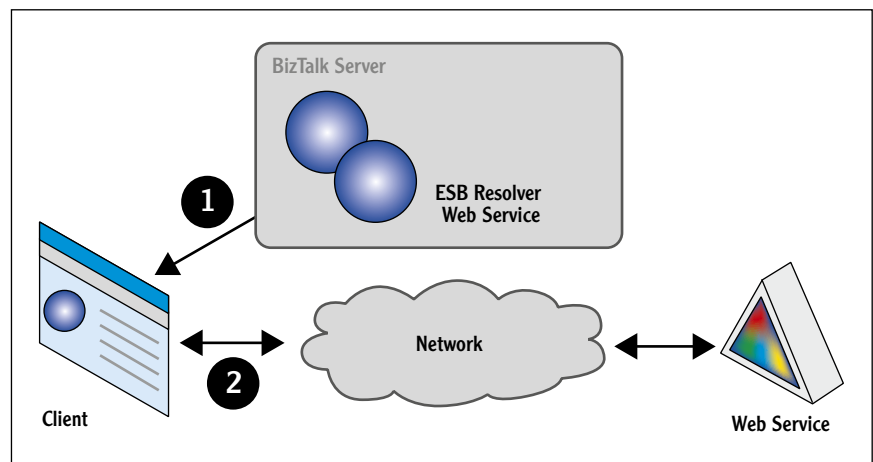 BizTalk Server
ESB Resolver
Web Service
1
Network
2
Client
Web Service